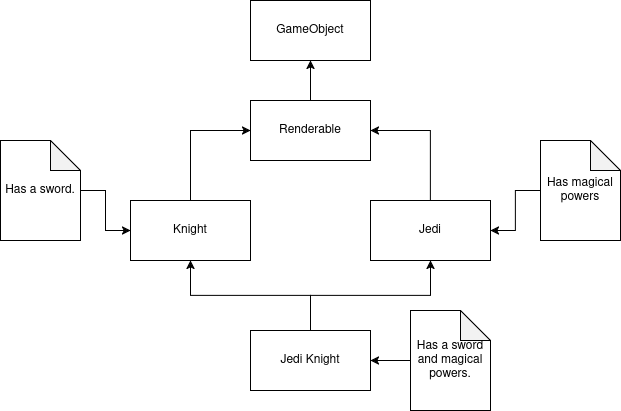 GameObject
Renderable
Has a sword.
Has magical
powers
Knight
Jedi
Jedi Knight
Has a sword
and magical
powers.